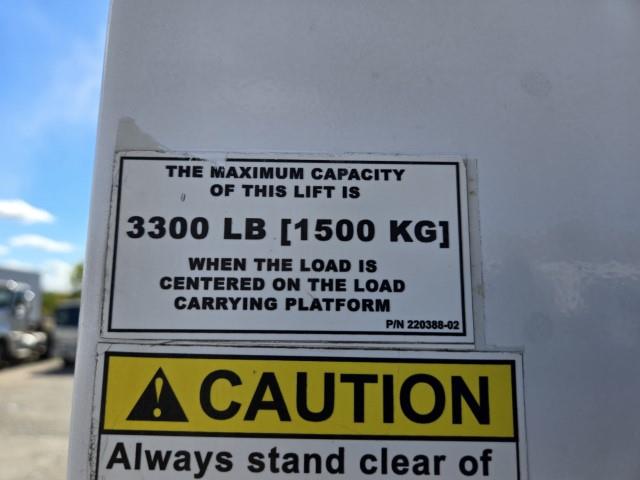 THE MAXIMUM CAPACITY
OF THIS LIFT IS
3300 LB [1500 KG]
WHEN THE LOAD IS
CENTERED ON THE LOAD
CARRYING PLATFORM
P/N 220388-02
CAUTION
Always stand clear of